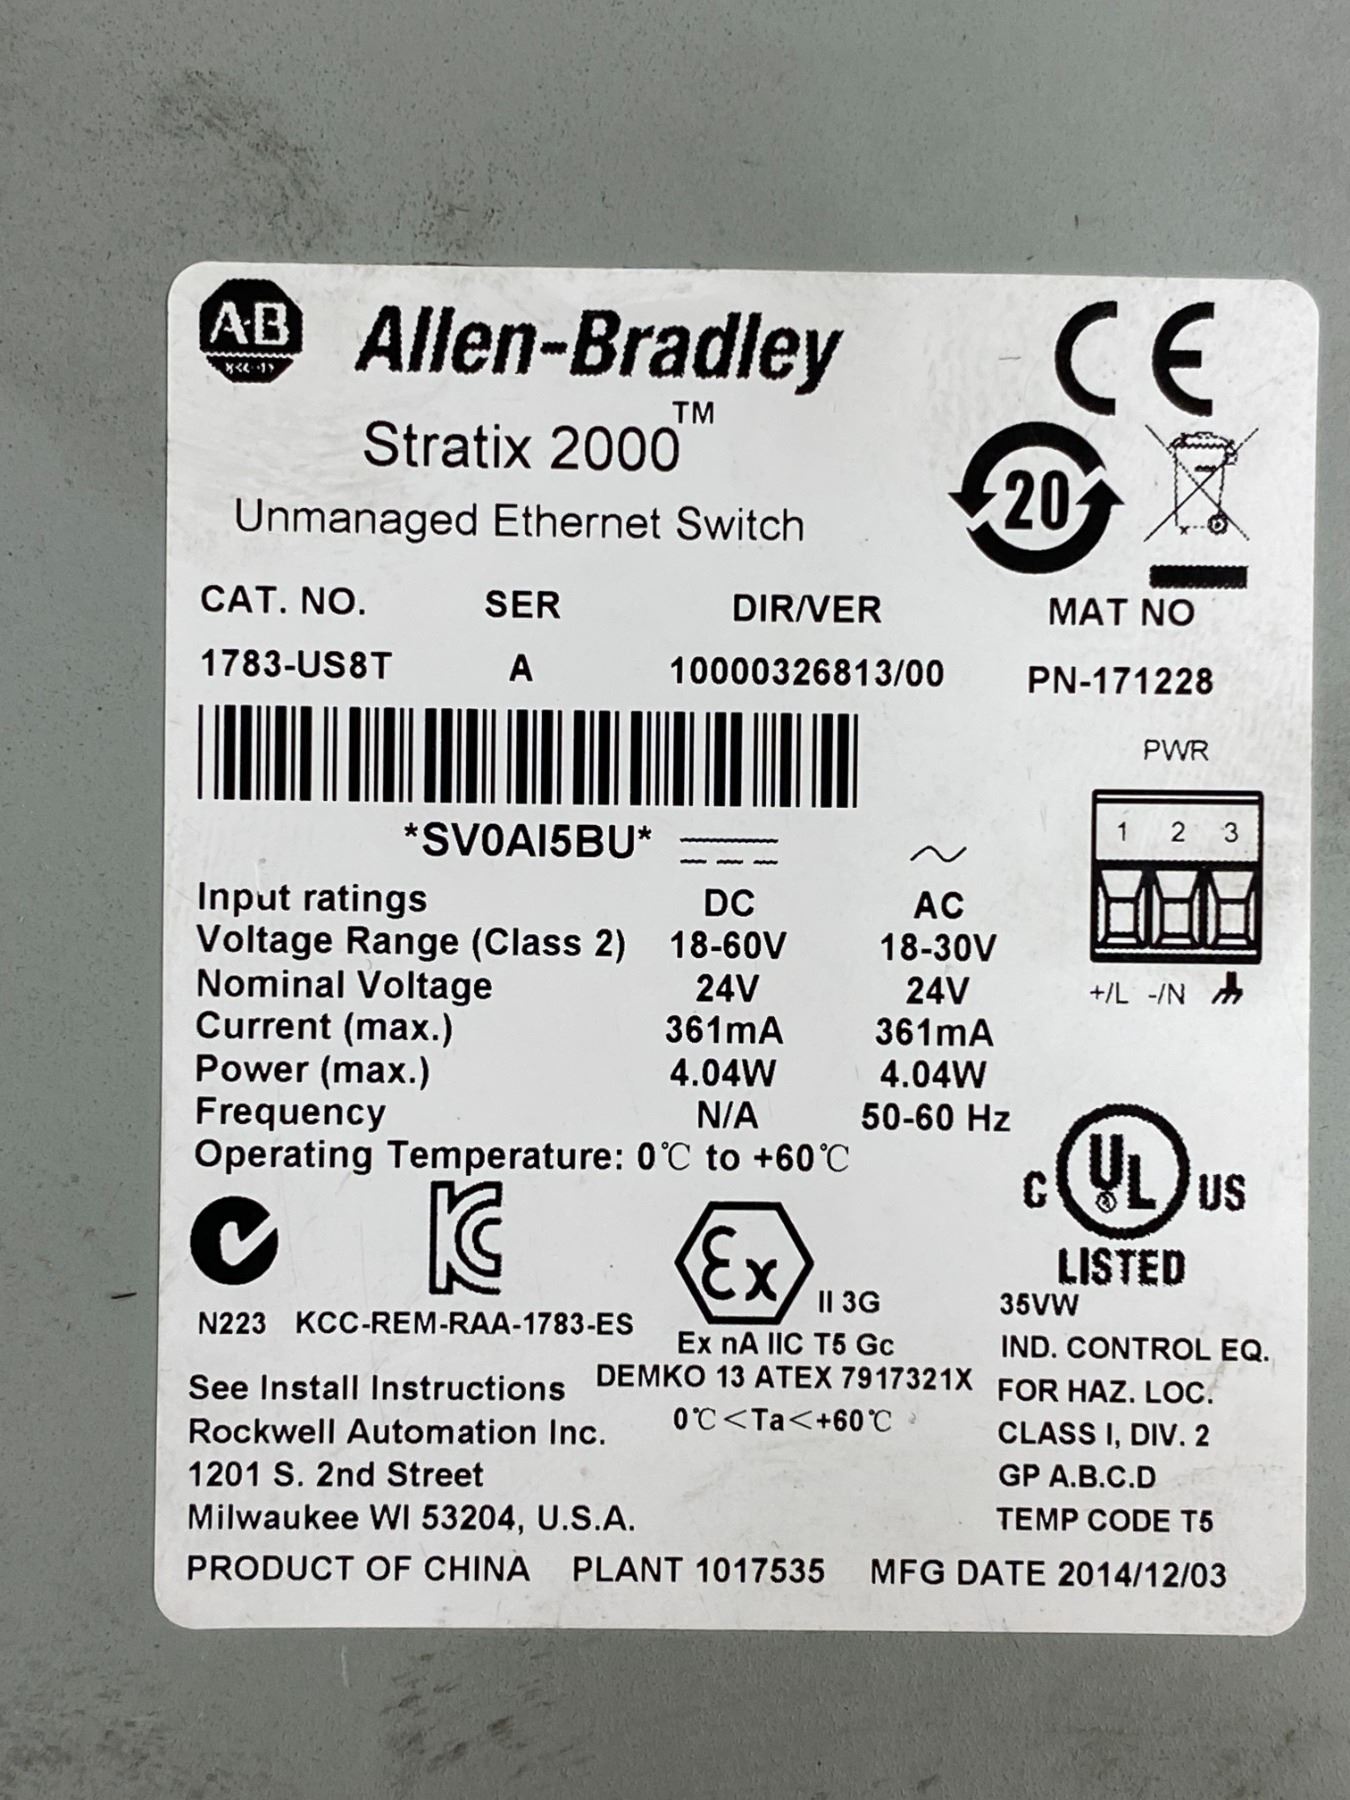 A-B
Allen-Bradley
Stratix 2000™
Unmanaged Ethernet Switch
CE
20
CAT. NO. SER DIR/VER MAT NO
1783-US8T A 10000326813/00 PN-171228
*SV0AI5BU*
PWR
1 2 3
+/L -/N
Input ratings DC AC
Voltage Range (Class 2) 18-60V 18-30V
Nominal Voltage 24V 24V
Current (max.) 361mA 361mA
Power (max.) 4.04W 4.04W
Frequency N/A 50-60 Hz
Operating Temperature: 0℃ to +60℃
N223 KCC-REM-RAA-1783-ES
Ex II 3G
Ex nA IIC T5 Gc
DEMKO 13 ATEX 7917321X
0℃<Ta<+60℃
C UL ® US
LISTED
35VW
IND. CONTROL EQ.
FOR HAZ. LOC.
CLASS I, DIV. 2
GP A.B.C.D
TEMP CODE T5
See Install Instructions
Rockwell Automation Inc.
1201 S. 2nd Street
Milwaukee WI 53204, U.S.A.
PRODUCT OF CHINA PLANT 1017535 MFG DATE 2014/12/03